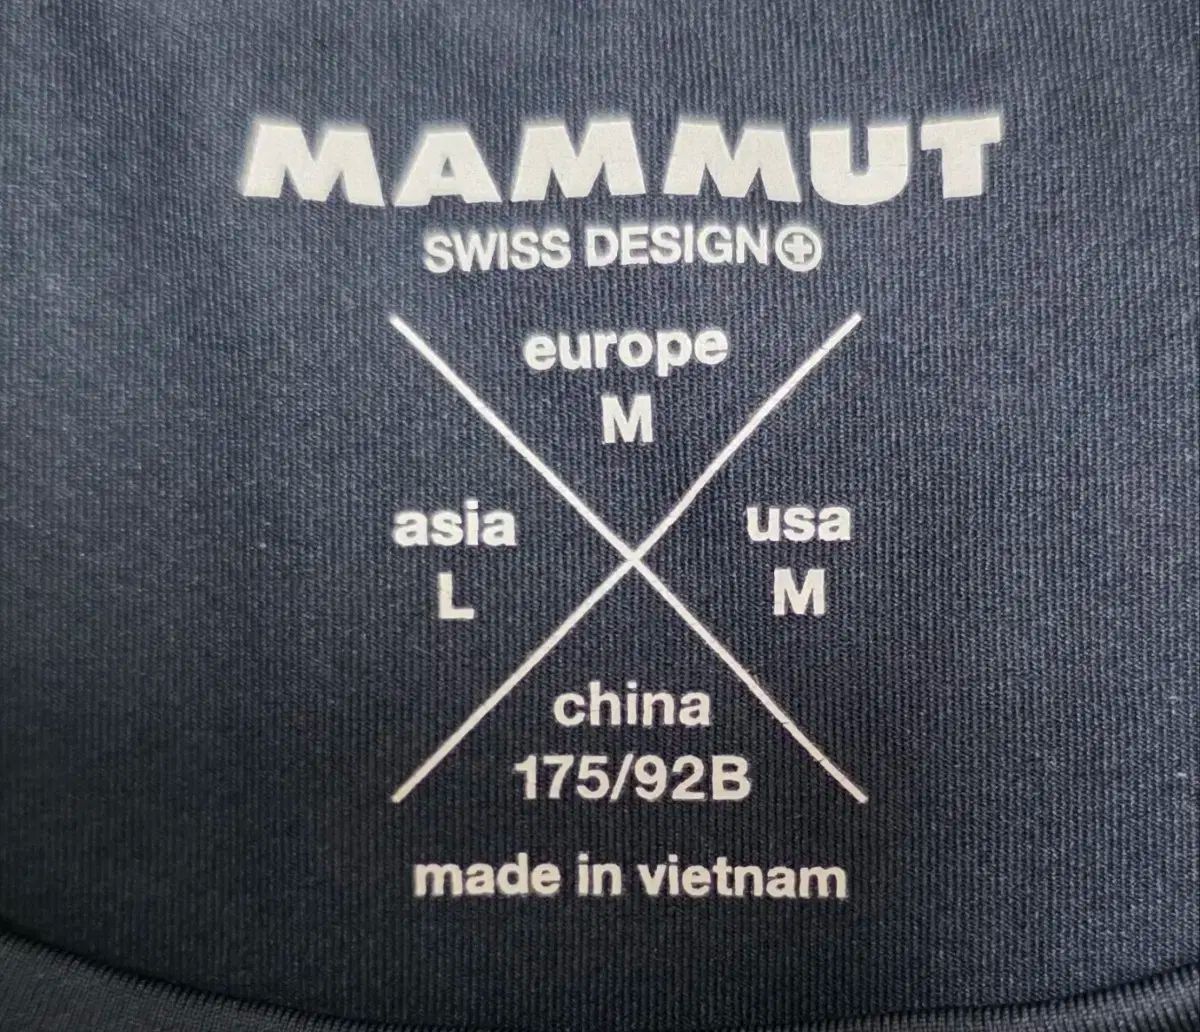 MAMMUT
SWISS DESIGN
europe
M
asia
L
usa
M
china
175/92B
made in vietnam